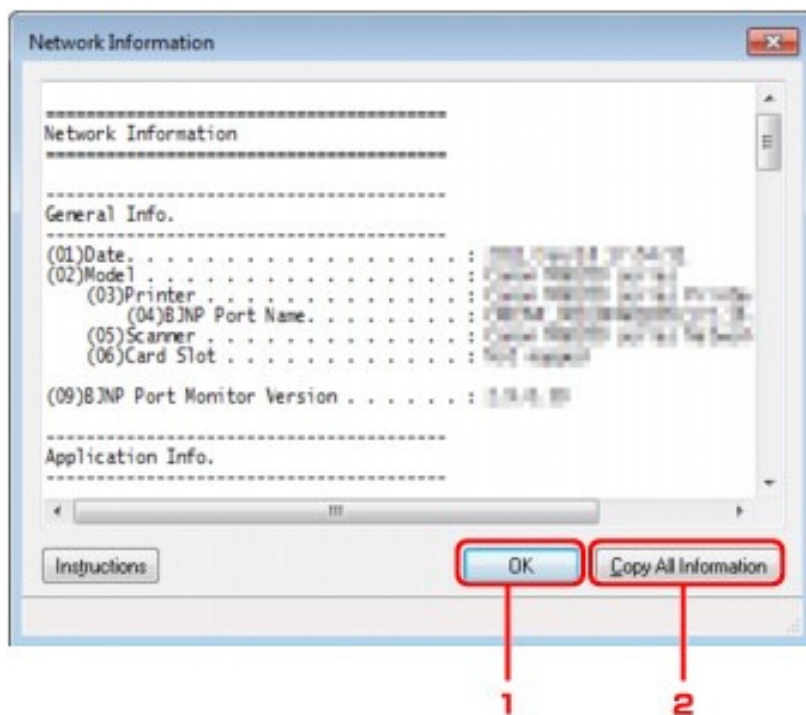 Network Information
========================================
Network Information
========================================
----------------------------------------
General Info.
----------------------------------------
(01)Date. . . . . . . . . . . . . . . . . :
(02)Model . . . . . . . . . . . . . . . . :
(03)Printer . . . . . . . . . . . . . :
(04)BJNP Port Name. . . . . . . . :
(05)Scanner . . . . . . . . . . . . . :
(06)Card Slot . . . . . . . . . . . . :
(09)BJNP Port Monitor Version . . . . . . :
----------------------------------------
Application Info.
----------------------------------------
Instructions
OK
Copy All Information
1
2